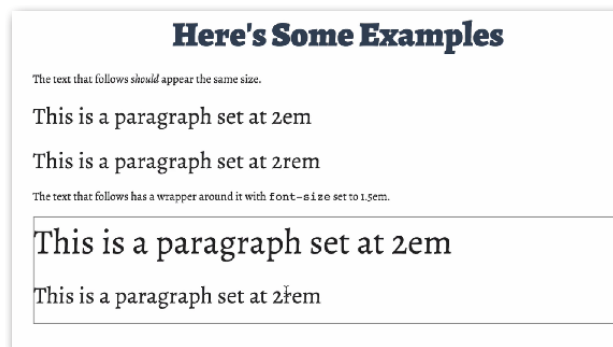 Here's Some Examples
The text that follows should appear the same size.
This is a paragraph set at 2em
This is a paragraph set at 2rem
The text that follows has a wrapper around it with font-size set to 1.5em.
This is a paragraph set at 2em
This is a paragraph set at 2rem